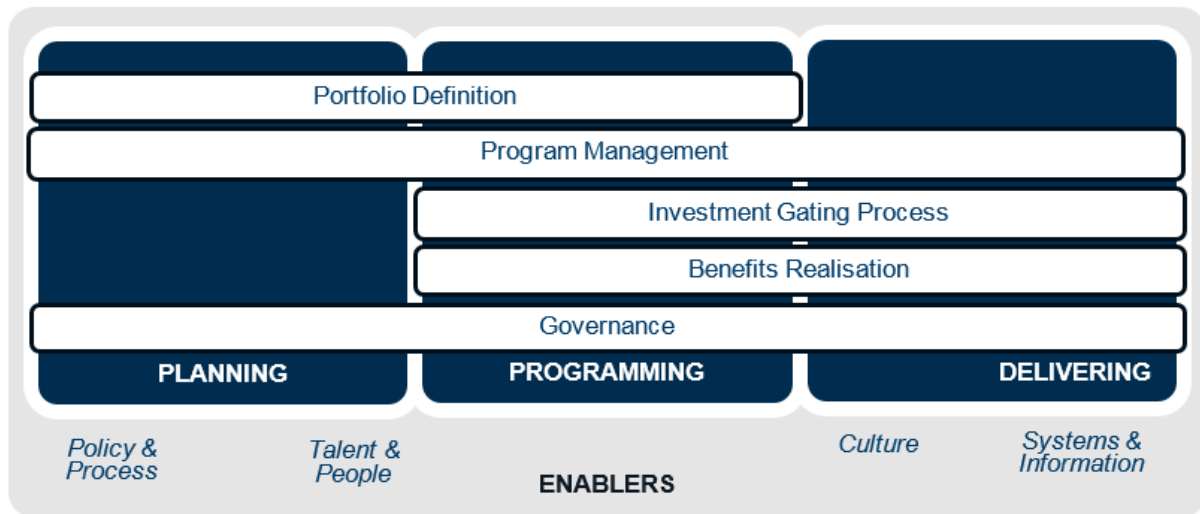 Portfolio Definition
Program Management
Investment Gating Process
Benefits Realisation
Governance
PLANNING
PROGRAMMING
DELIVERING
Policy &
Process
Talent &
People
ENABLERS
Culture
Systems &
Information